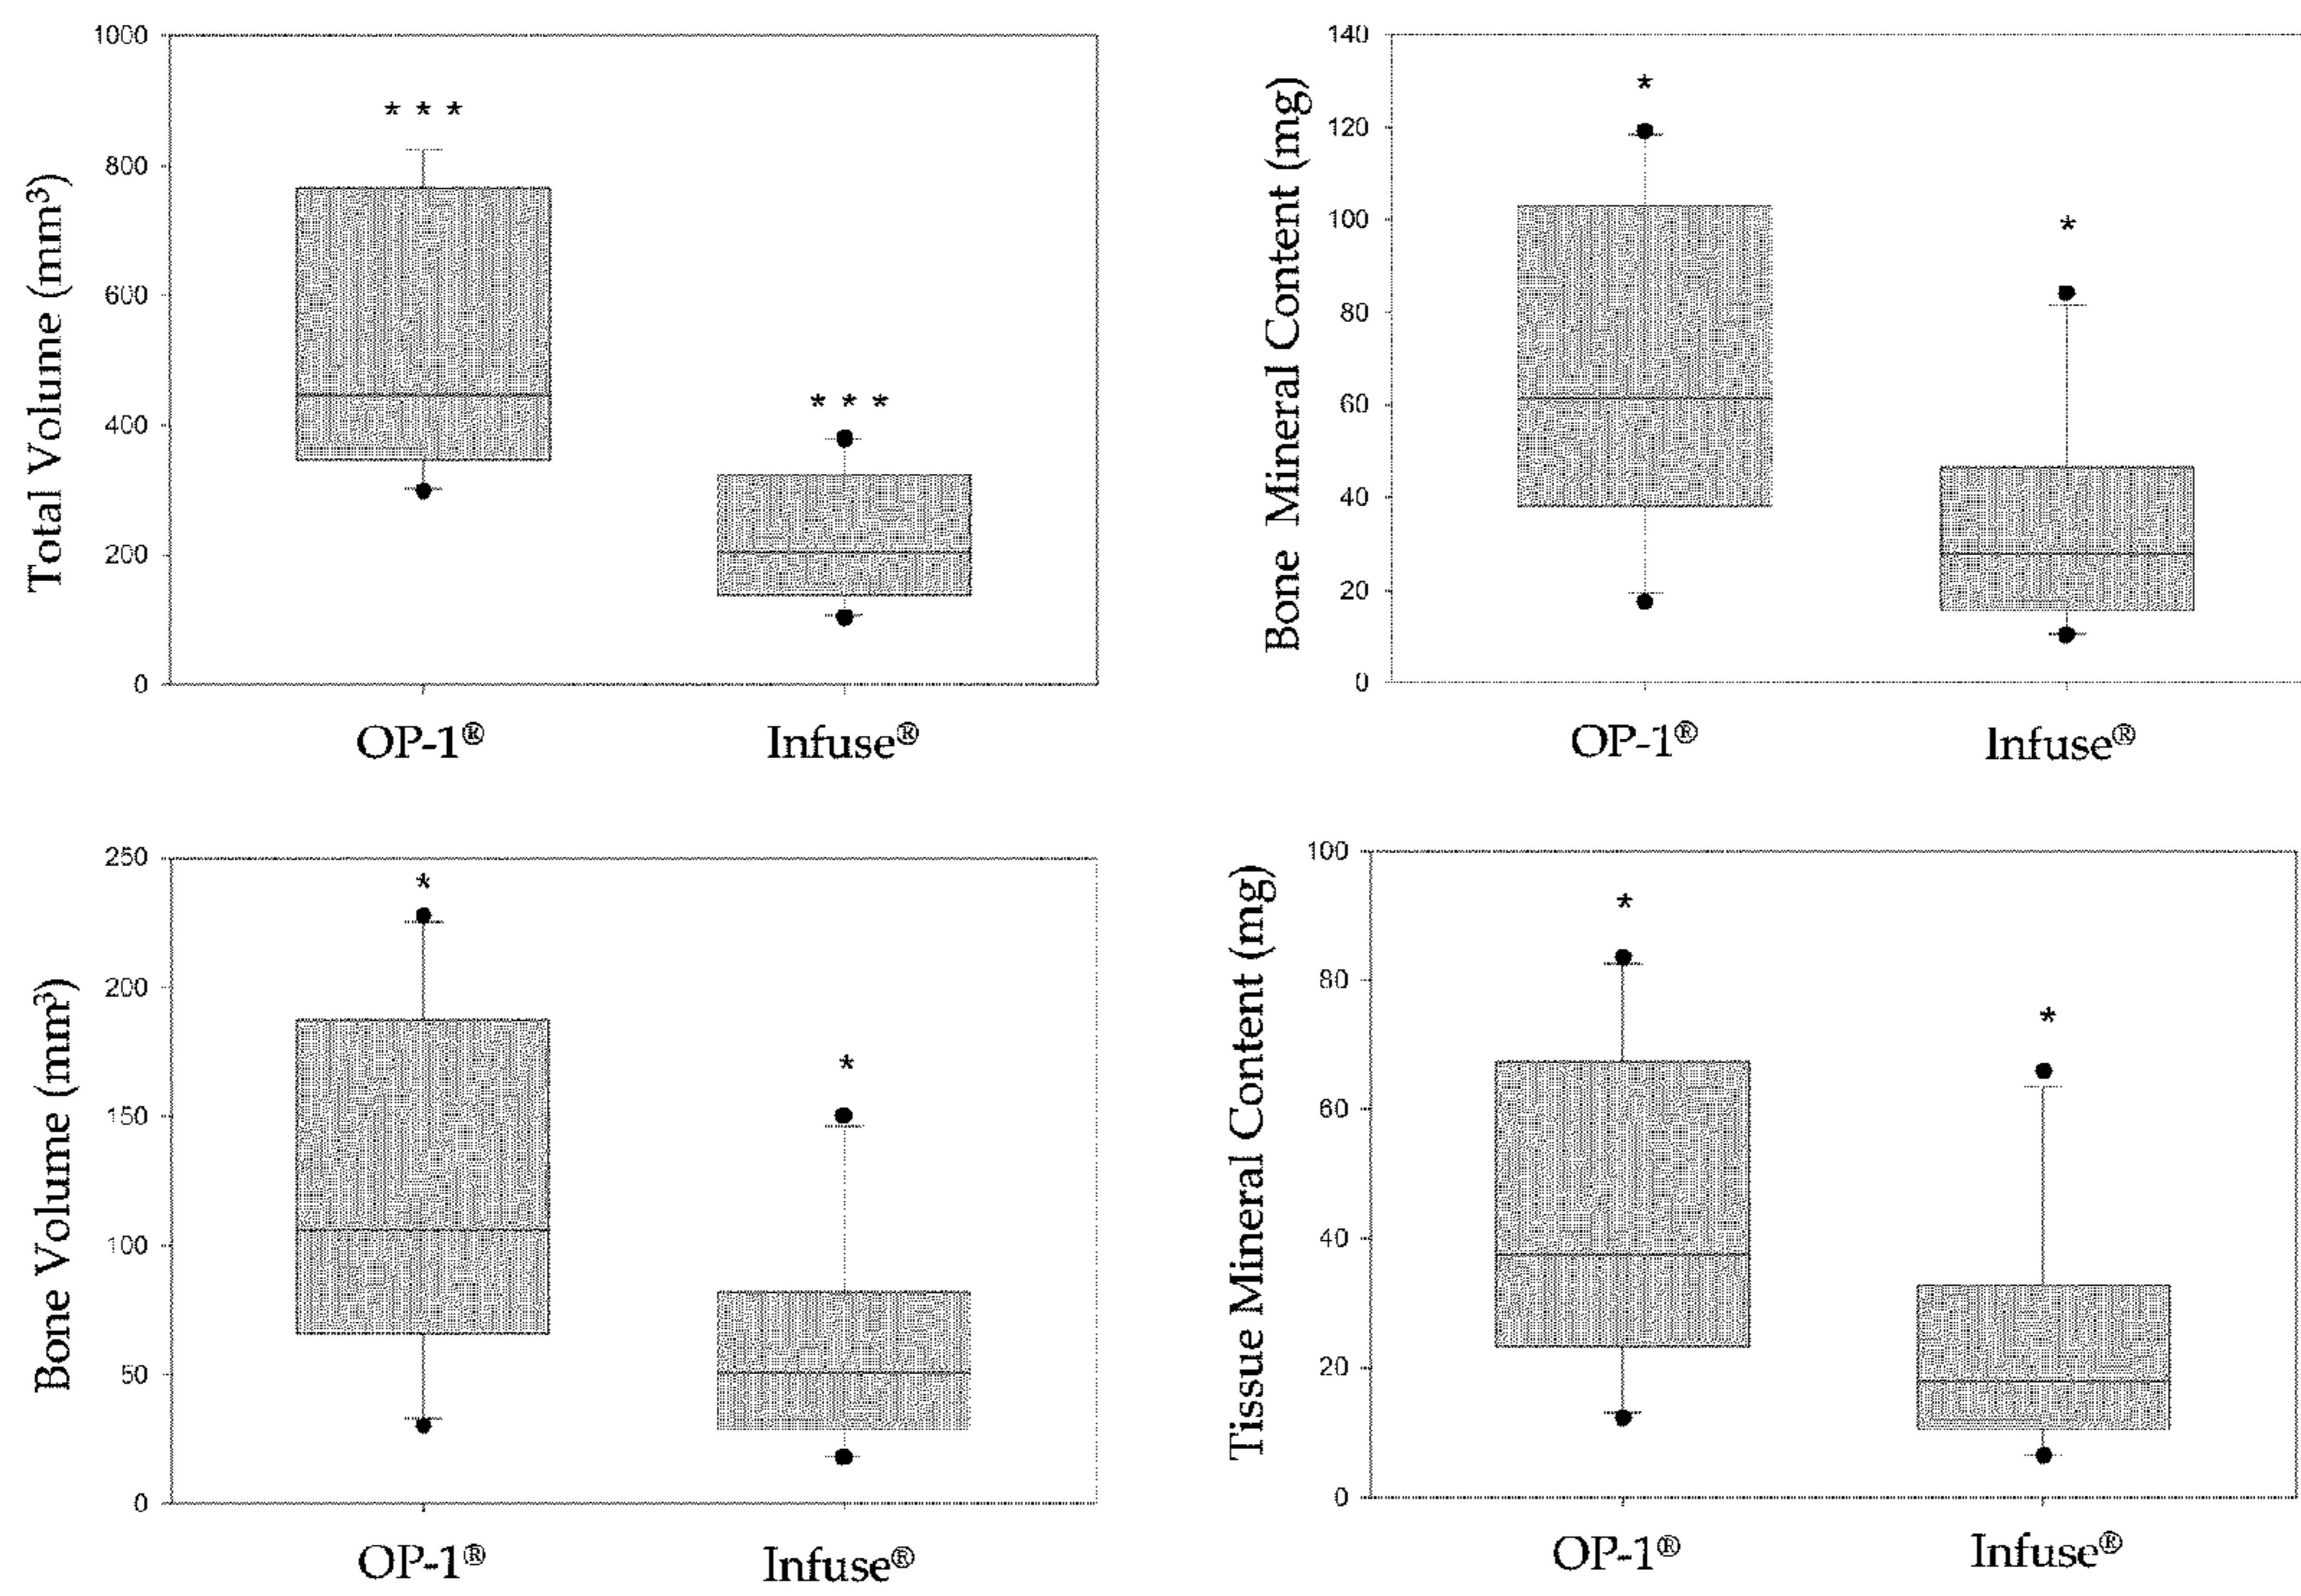 Total Volume (mm³)
1000
800
600
400
200
0
* * *
* * *
OP-1®
Infuse®
Bone Mineral Content (mg)
140
120
100
80
60
40
20
0
*
*
OP-1®
Infuse®
Bone Volume (mm³)
250
200
150
100
50
0
*
*
OP-1®
Infuse®
Tissue Mineral Content (mg)
100
80
60
40
20
0
*
*
OP-1®
Infuse®